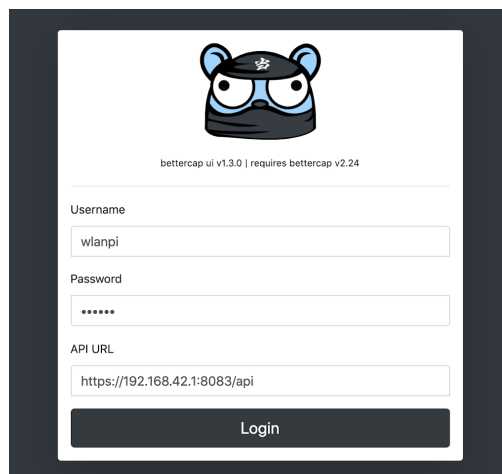 bettercap ui v1.3.0 | requires bettercap v2.24
Username
wlanpi
Password
••••••
API URL
https://192.168.42.1:8083/api
Login